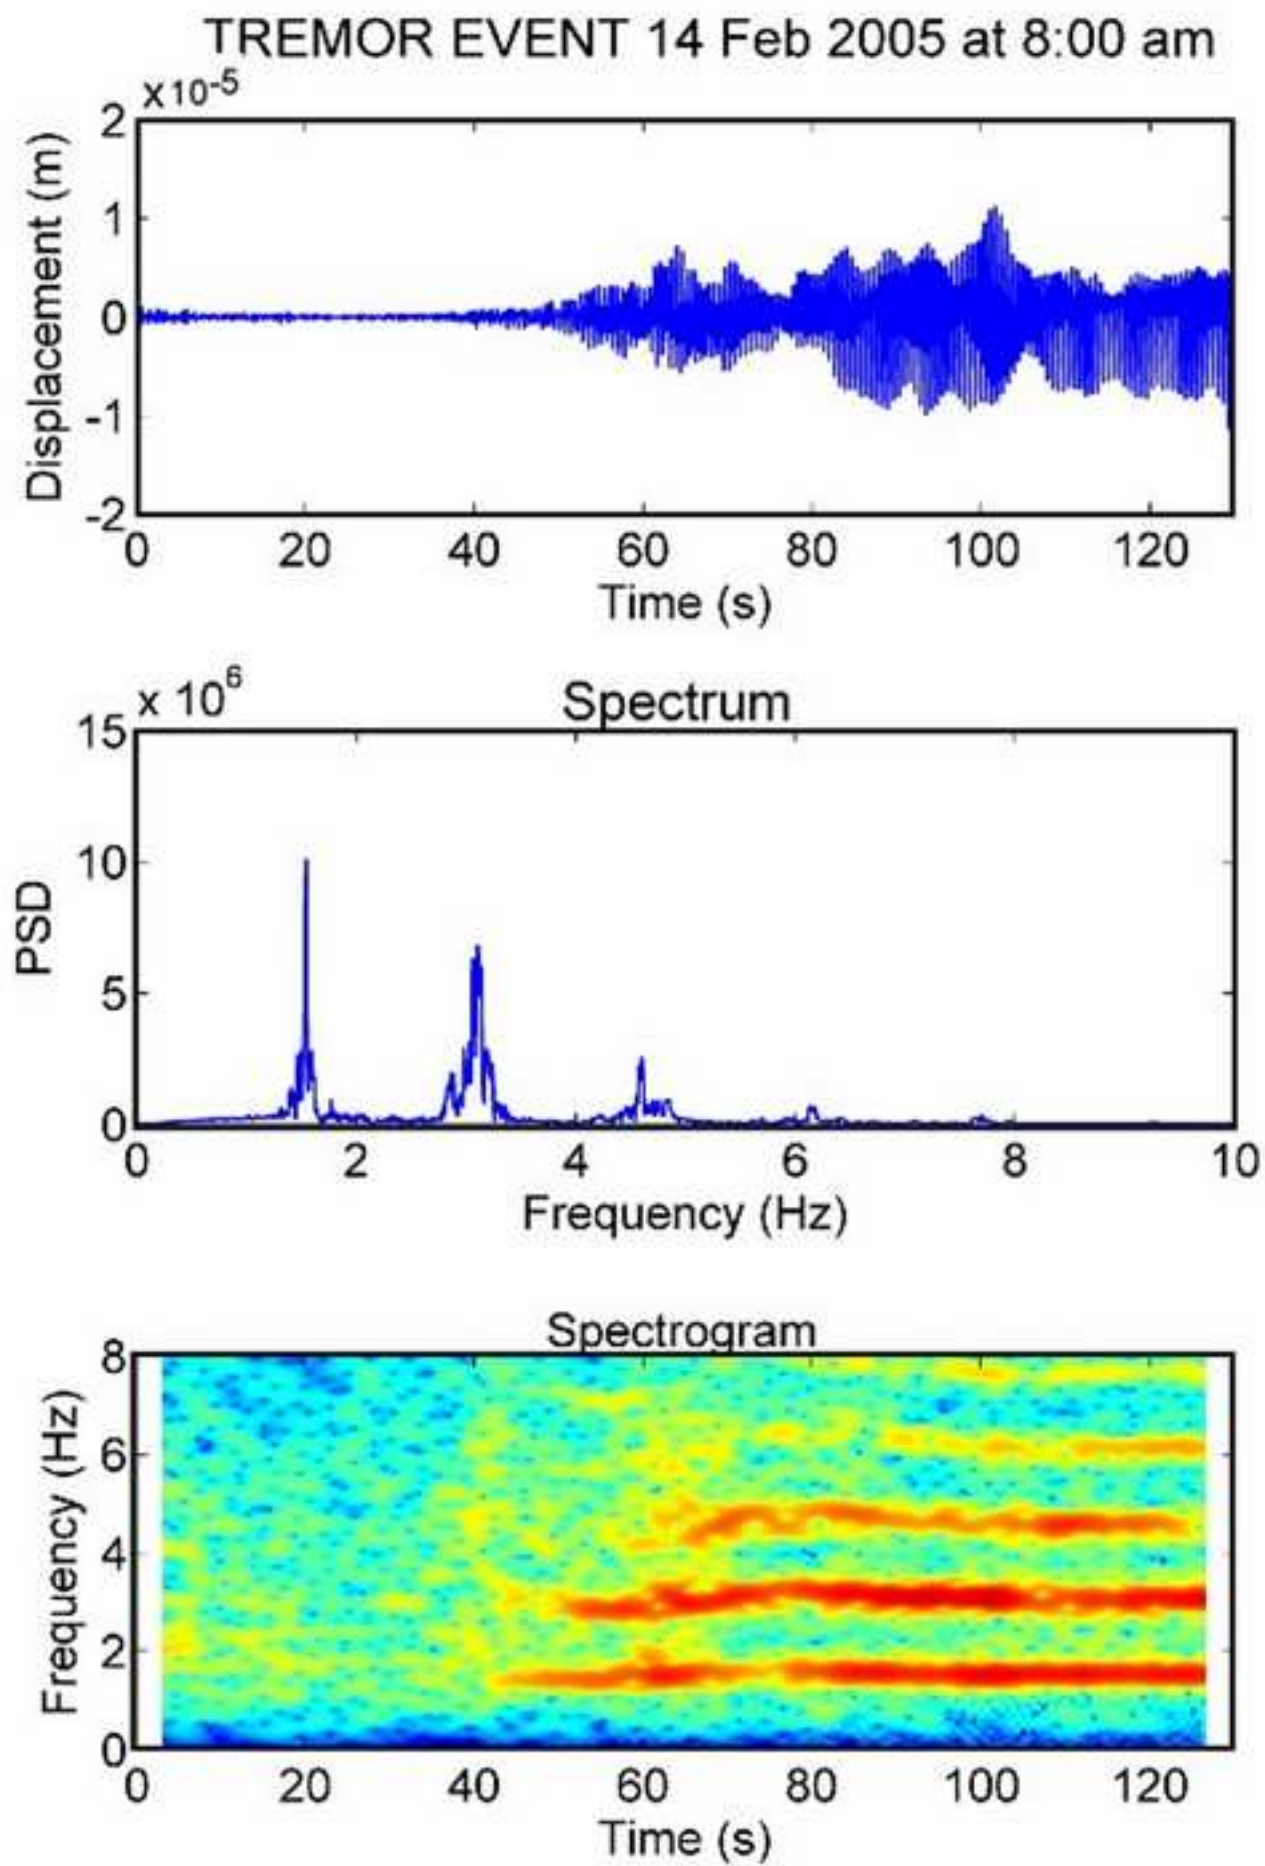 TREMOR EVENT 14 Feb 2005 at 8:00 am
x10-5
2
1
0
-1
-2
Displacement (m)
0 20 40 60 80 100 120
Time (s)
x 10^6
Spectrum
15
10
5
0
PSD
0 2 4 6 8 10
Frequency (Hz)
Spectrogram
8
6
4
2
0
Frequency (Hz)
0 20 40 60 80 100 120
Time (s)